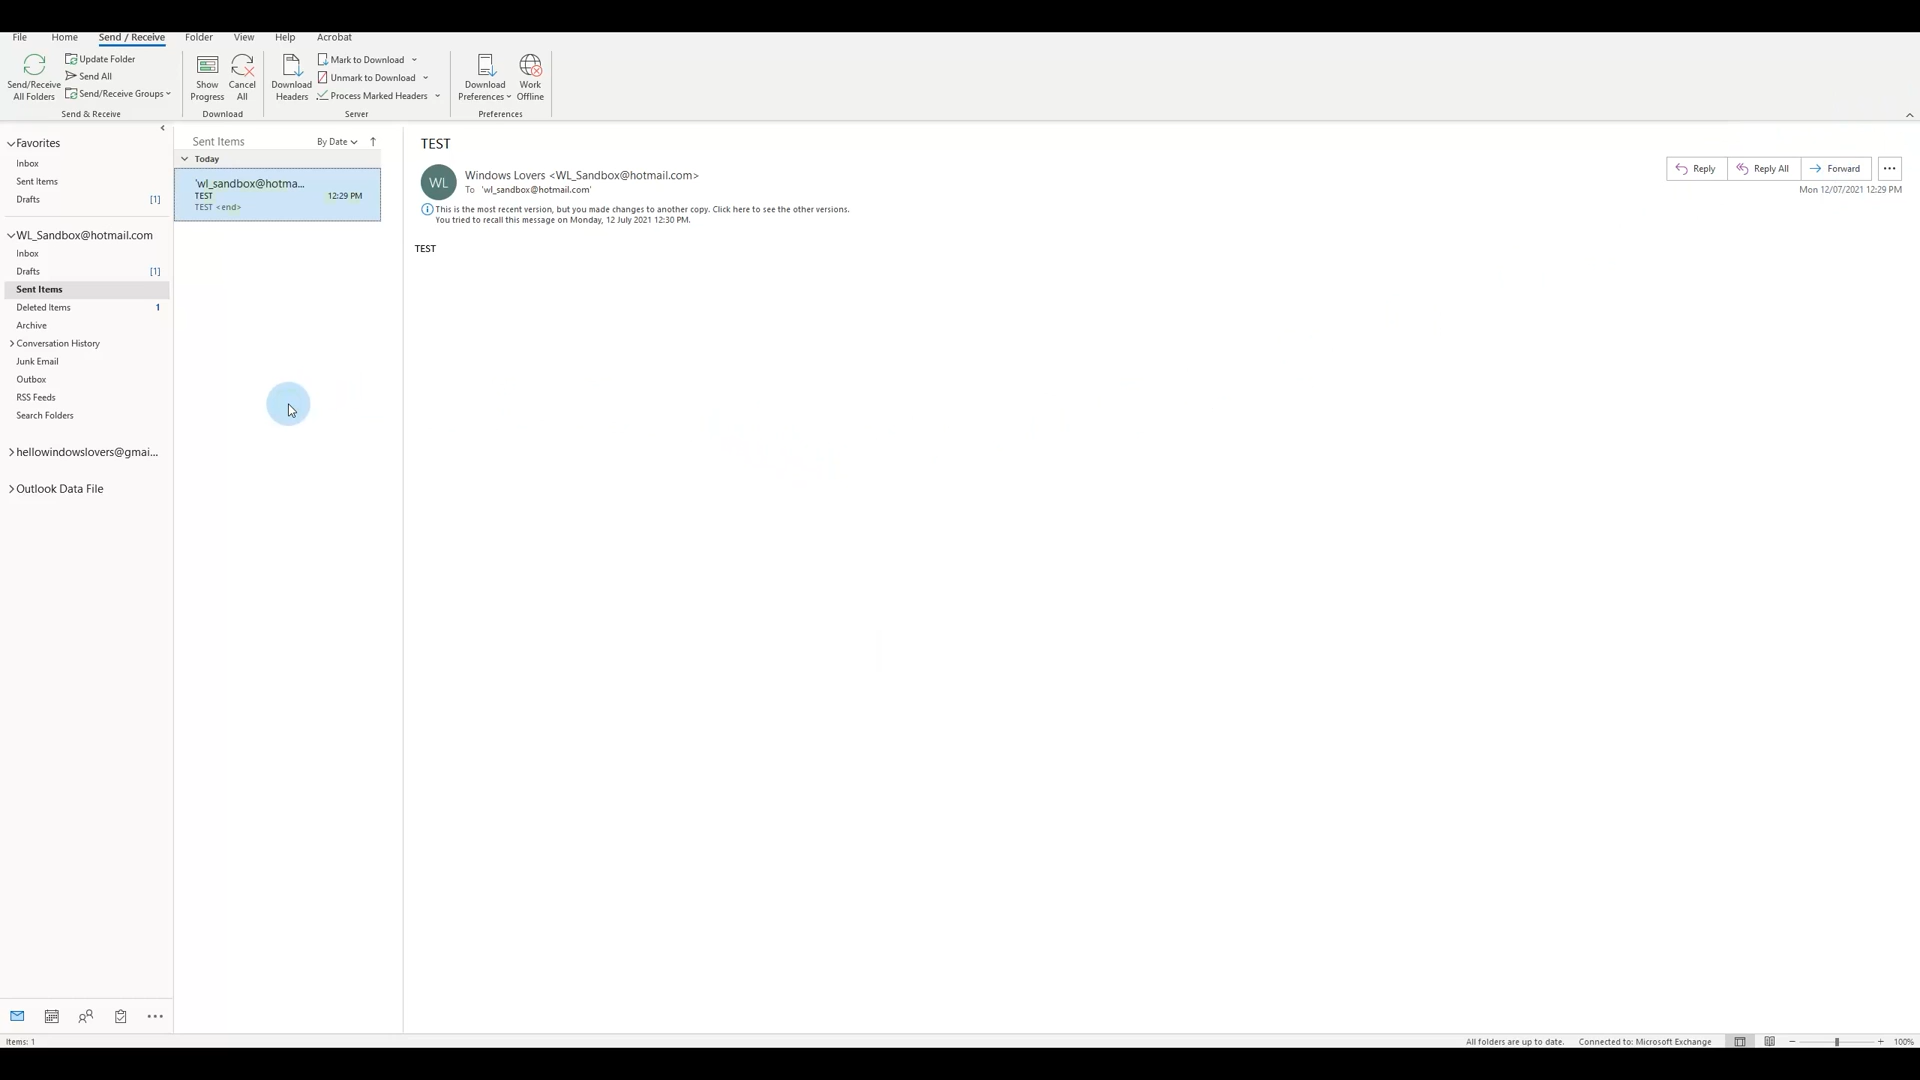 File Home Send / Receive Folder View Help Acrobat
Send/Receive
All Folders
Update Folder
Send All
Send/Receive Groups
Send & Receive
Show
Progress
Cancel
All
Download
Download
Headers
Mark to Download
Unmark to Download
Process Marked Headers
Server
Download
Preferences
Work
Offline
Preferences
Favorites
Inbox
Sent Items
Drafts [1]
WL_Sandbox@hotmail.com
Inbox
Drafts [1]
Sent Items
Deleted Items 1
Archive
Conversation History
Junk Email
Outbox
RSS Feeds
Search Folders
hellowindowslovers@gmai...
Outlook Data File
Items: 1
Sent Items By Date
Today
'wl_sandbox@hotma...
TEST 12:29 PM
TEST <end>
TEST
WL
Windows Lovers <WL_Sandbox@hotmail.com>
To 'wl_sandbox@hotmail.com'
This is the most recent version, but you made changes to another copy. Click here to see the other versions.
You tried to recall this message on Monday, 12 July 2021 12:30 PM.
Reply Reply All Forward
Mon 12/07/2021 12:29 PM
TEST
All folders are up to date. Connected to: Microsoft Exchange 100%